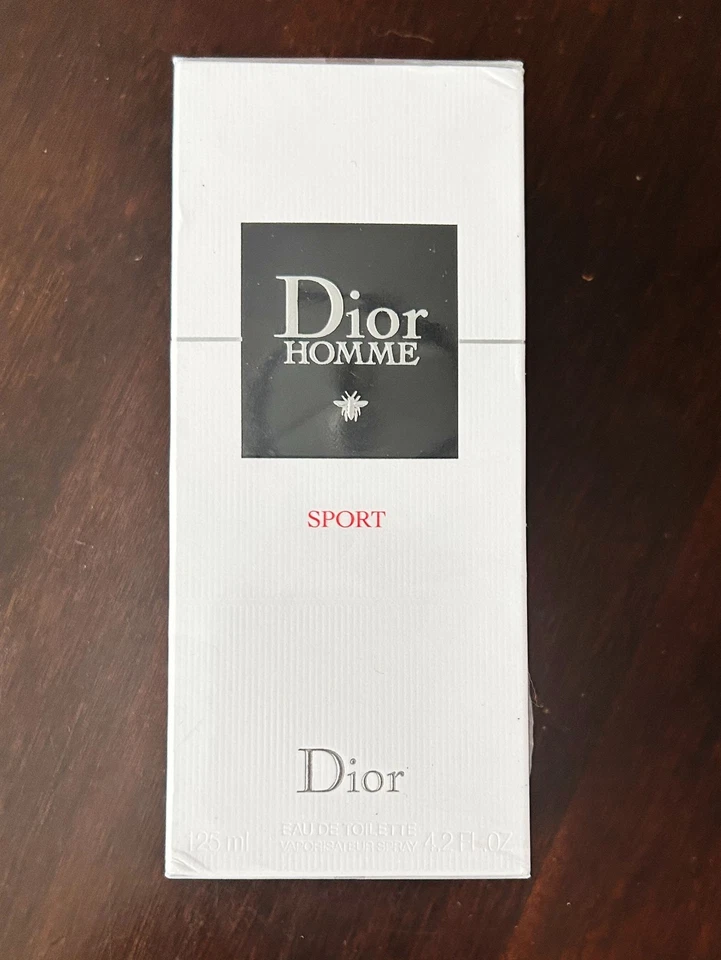 Dior
HOMME
SPORT
Dior
EAU DE TOILETTE
125 ml VAPORISATEUR SPRAY 4.2 FL.OZ